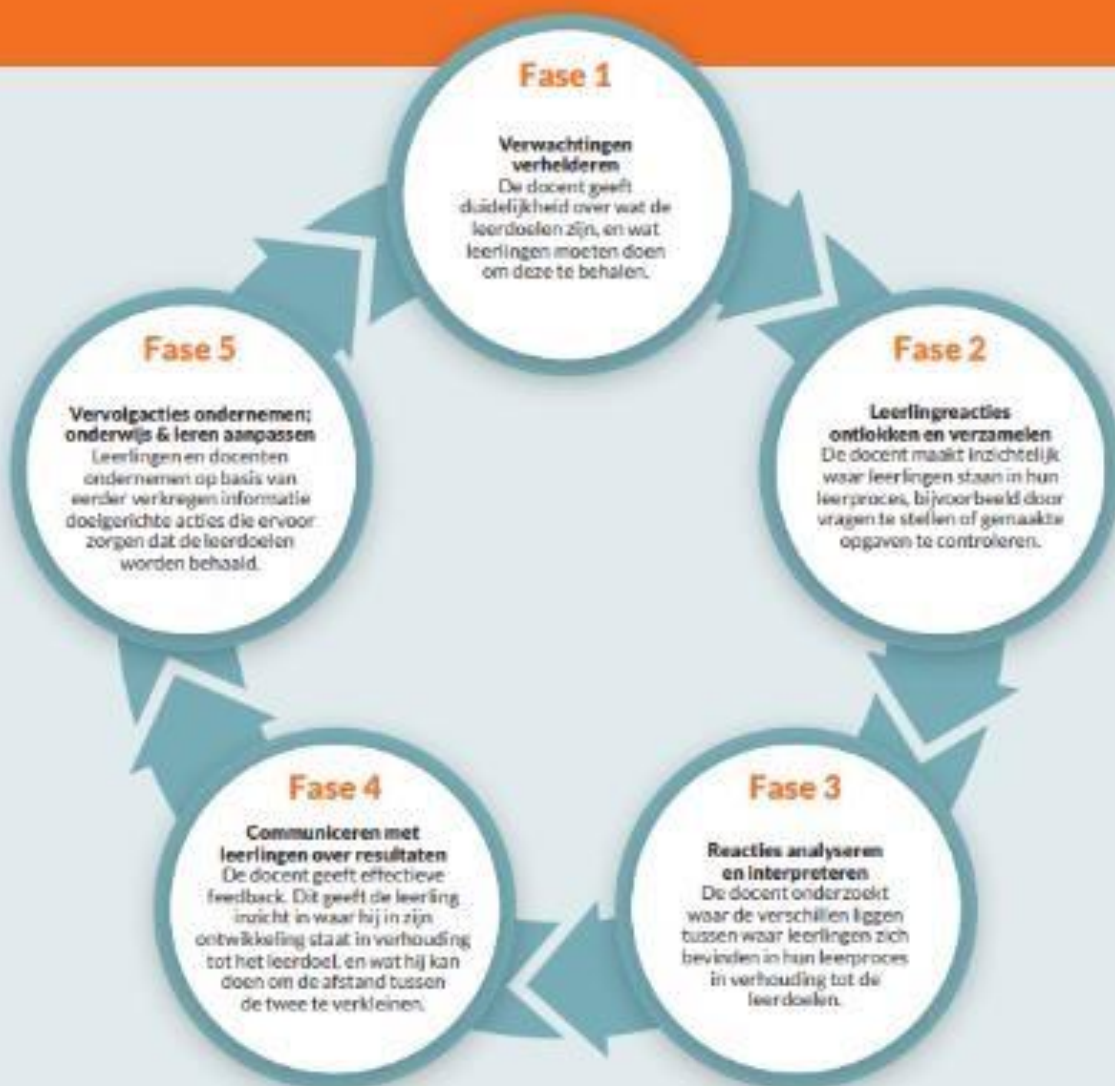 Fase 1
Verwachtingen
verhelderen
De docent geeft
duidelijkheid over wat de
leerdoelen zijn, en wat
leerlingen moeten doen
om deze te behalen.
Fase 2
Leerlingreacties
ontlokken en verzamelen
De docent maakt inzichtelijk
waar leerlingen staan in hun
leerproces, bijvoorbeeld door
vragen te stellen of gemaakte
opgaven te controleren.
Fase 3
Reacties analyseren
en interpreteren
De docent onderzoekt
waar de verschillen liggen
tussen waar leerlingen zich
bevinden in hun leerproces
in verhouding tot de
leerdoelen.
Fase 4
Communiceren met
leerlingen over resultaten
De docent geeft effectieve
feedback. Dit geeft de leerling
inzicht in waar hij in zijn
ontwikkeling staat in verhouding
tot het leerdoel, en wat hij kan
doen om de afstand tussen
de twee te verkleinen.
Fase 5
Vervolgacties ondernemen:
onderwijs & leren aanpassen
Leerlingen en docenten
ondernemen op basis van
eerder verkregen informatie
doelgerichte acties die ervoor
zorgen dat de leerdoelen
worden behaald.